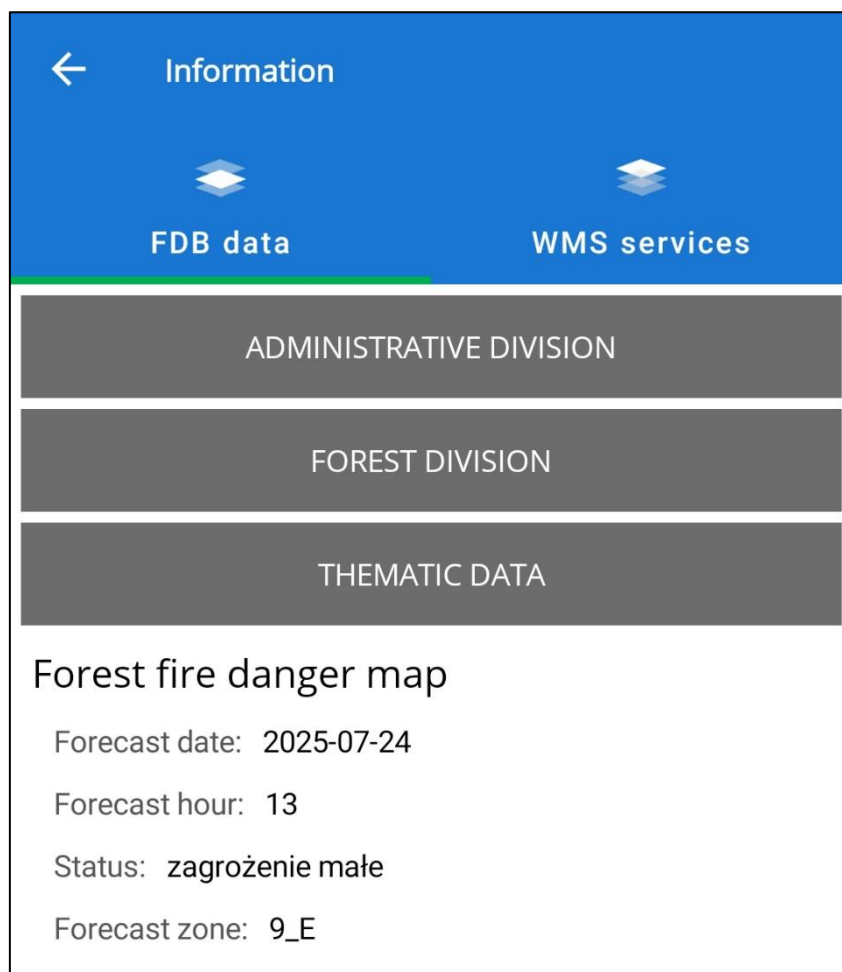 Information
FDB data
WMS services
ADMINISTRATIVE DIVISION
FOREST DIVISION
THEMATIC DATA
Forest fire danger map
Forecast date: 2025-07-24
Forecast hour: 13
Status: zagrożenie małe
Forecast zone: 9_E